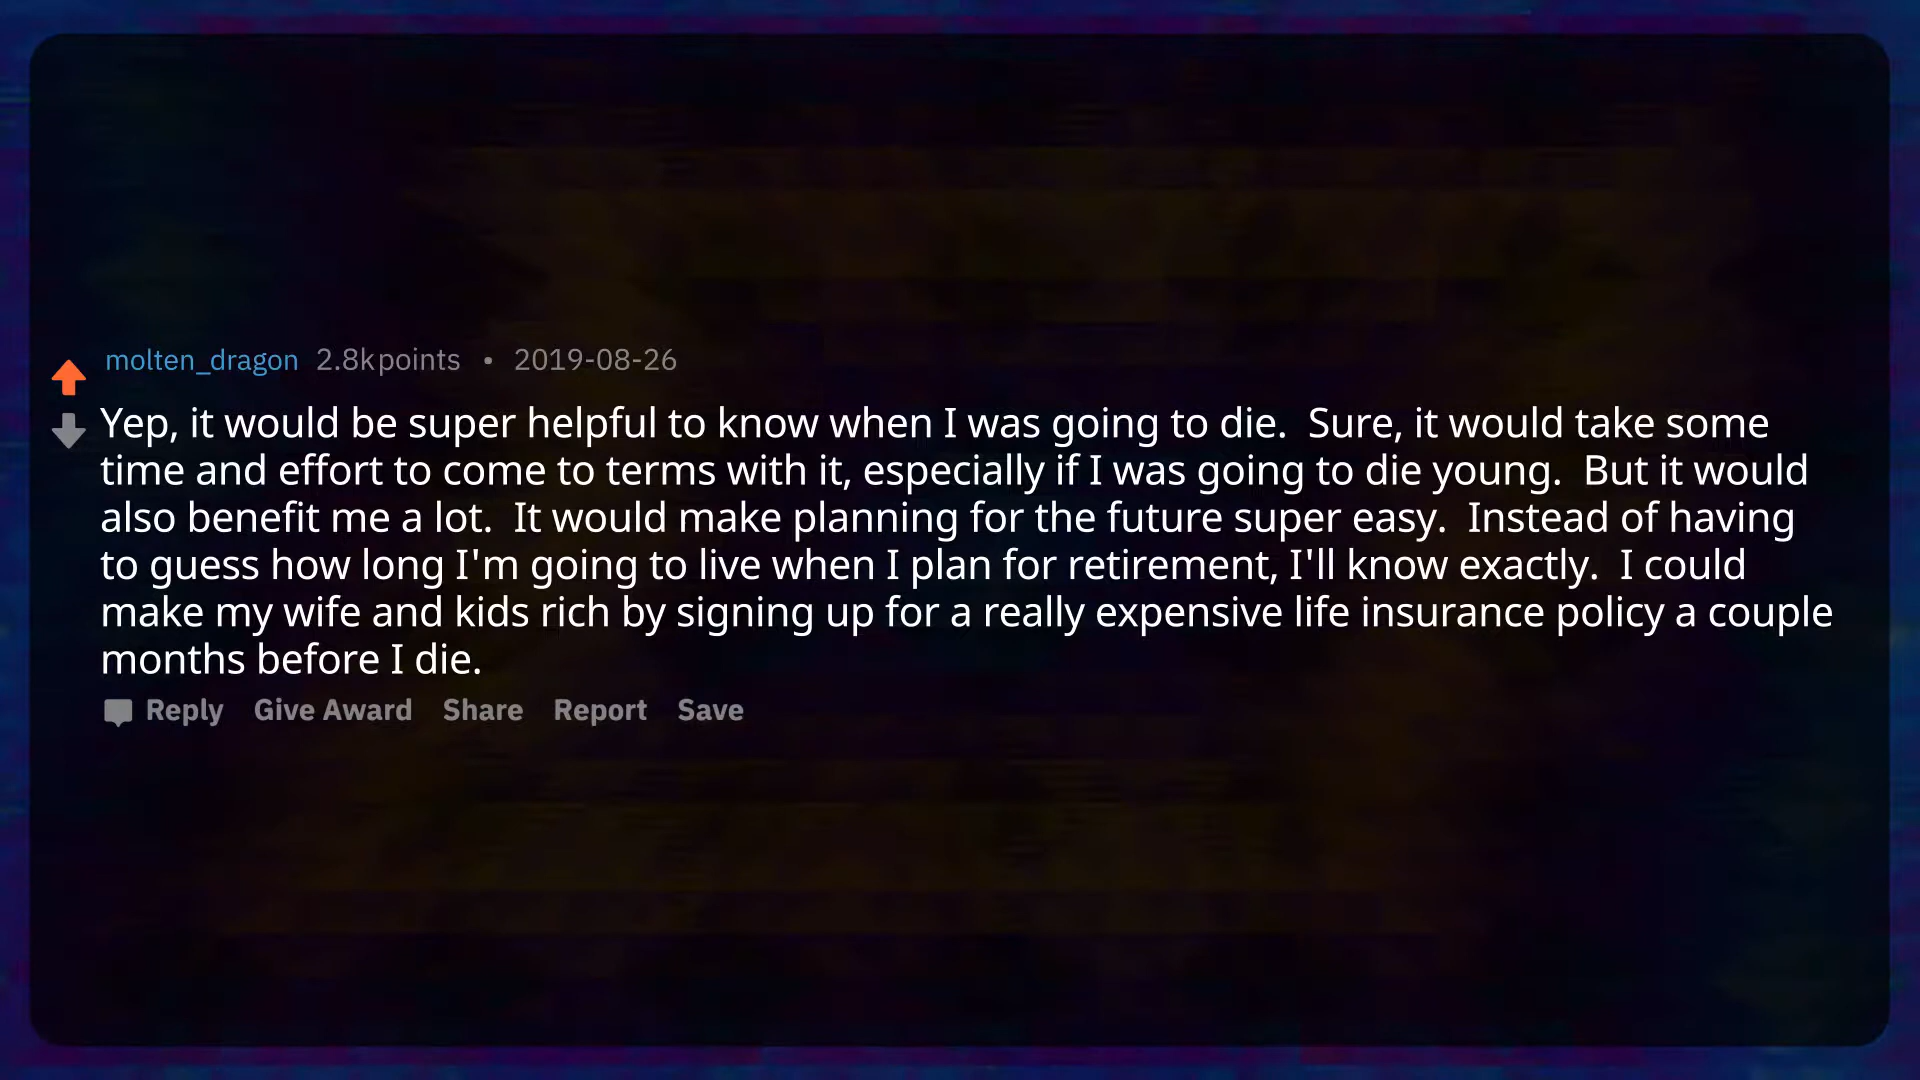 molten_dragon 2.8k points • 2019-08-26
Yep, it would be super helpful to know when I was going to die.  Sure, it would take some
time and effort to come to terms with it, especially if I was going to die young.  But it would
also benefit me a lot.  It would make planning for the future super easy.  Instead of having
to guess how long I'm going to live when I plan for retirement, I'll know exactly.  I could
make my wife and kids rich by signing up for a really expensive life insurance policy a couple
months before I die.
Reply Give Award Share Report Save